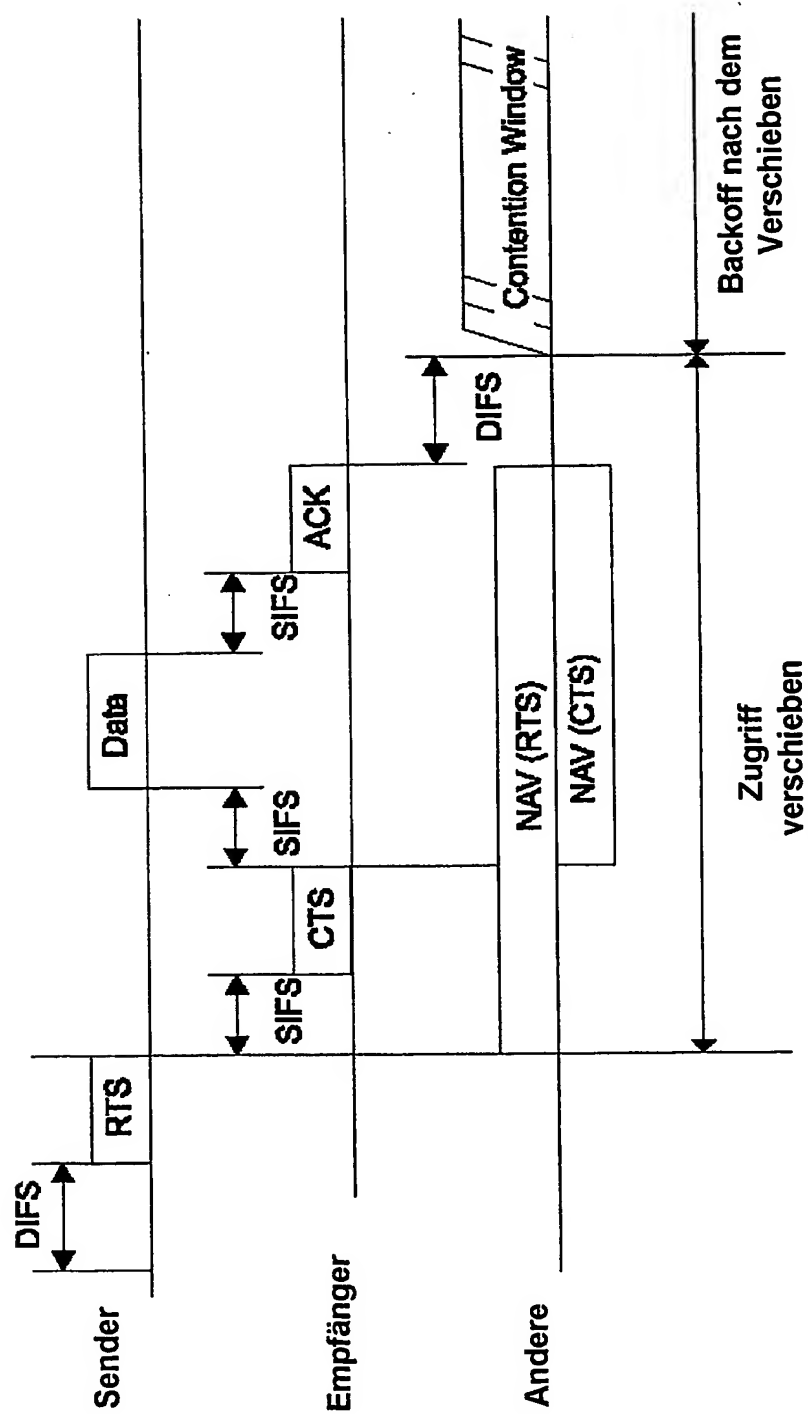 DIFS
Sender
RTS
Data
SIFS
SIFS
SIFS
Empfänger
CTS
ACK
DIFS
Andere
NAV (RTS)
NAV (CTS)
Contention Window
Zugriff
verschieben
Backoff nach dem
Verschieben